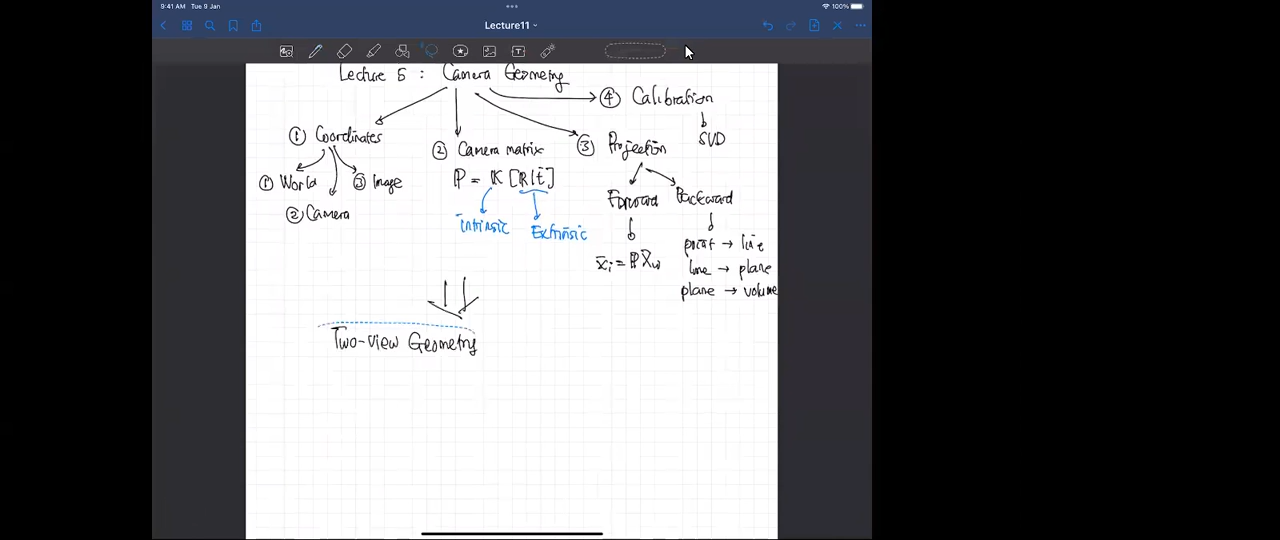 9:41 AM Tue 9 Jan
100%
Lecture11
Lecture 5 : Camera Geometry
④ Calibration
SVD
① Coordinates
① World
② Camera
③ Image
② Camera matrix
P = K [R|t]
Intrinsic
Extrinsic
③ Projection
Forward
x̄i = P X̄w
Backward
point → line
line → plane
plane → volume
Two-view Geometry